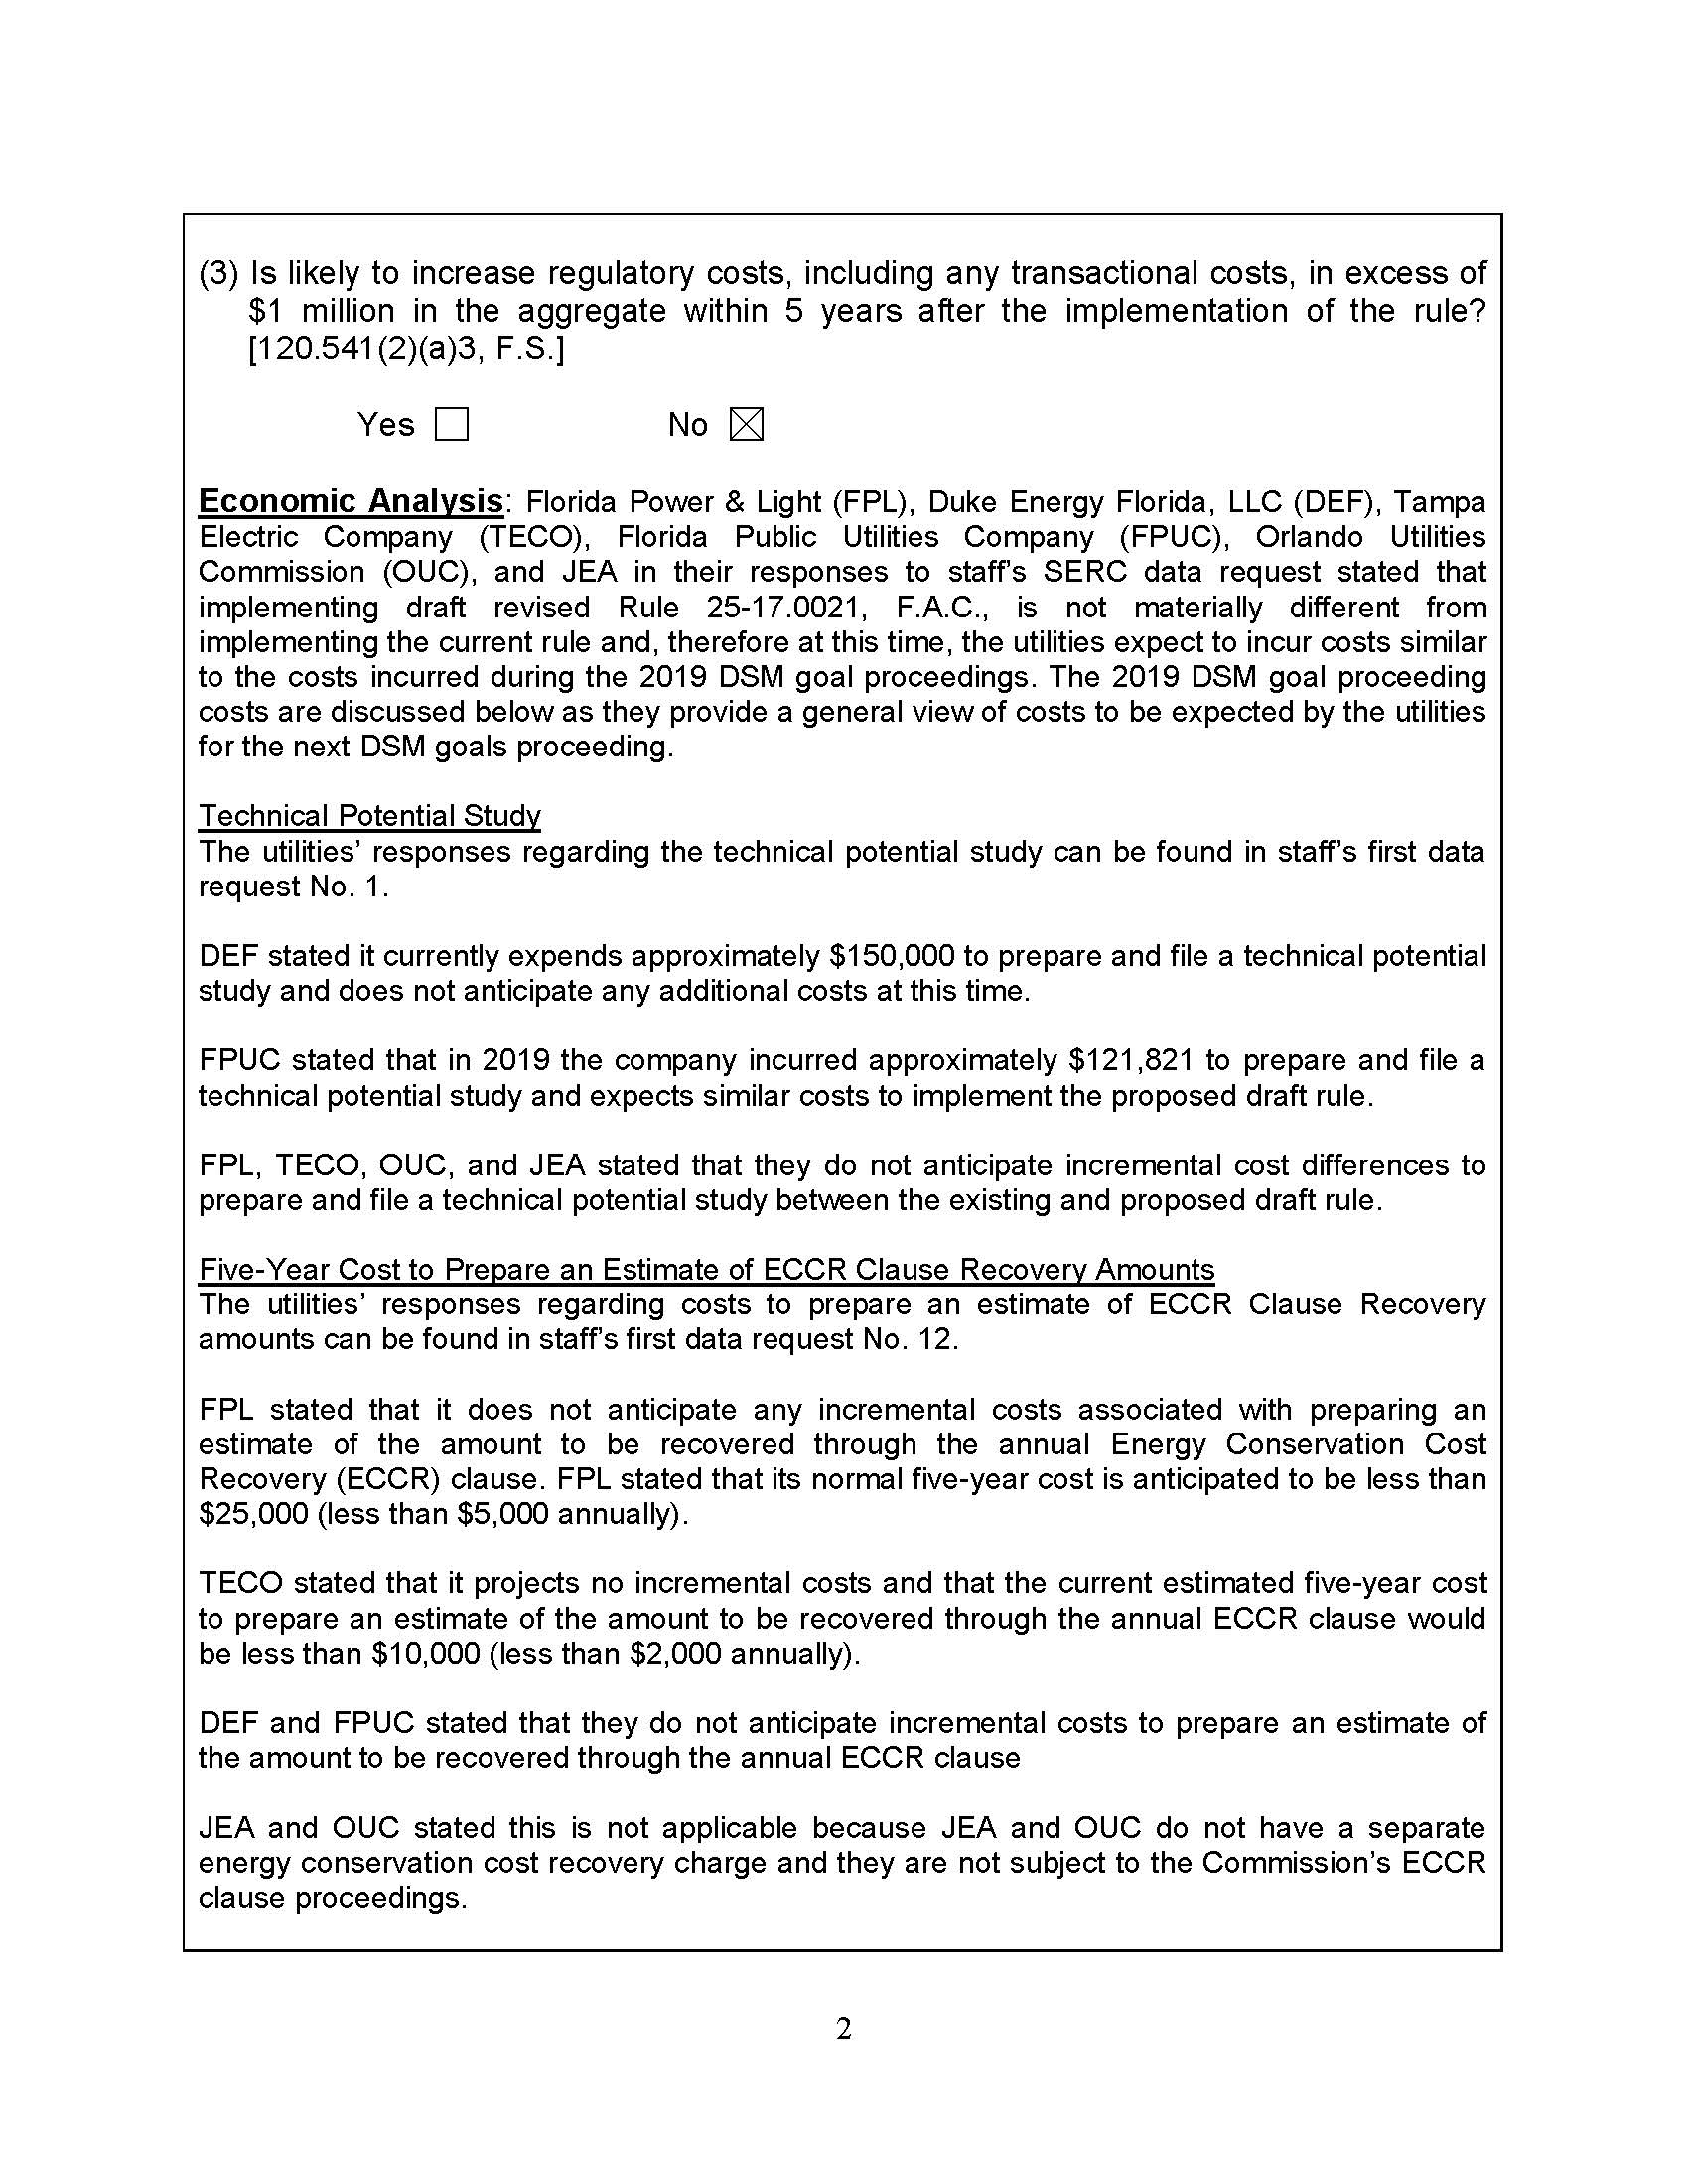 (3) Is likely to increase regulatory costs, including any transactional costs, in excess of
$1 million in the aggregate within 5 years after the implementation of the rule?
[120.541(2)(a)3, F.S.]
Yes ☐ No ☒
Economic Analysis: Florida Power & Light (FPL), Duke Energy Florida, LLC (DEF), Tampa
Electric Company (TECO), Florida Public Utilities Company (FPUC), Orlando Utilities
Commission (OUC), and JEA in their responses to staff’s SERC data request stated that
implementing draft revised Rule 25-17.0021, F.A.C., is not materially different from
implementing the current rule and, therefore at this time, the utilities expect to incur costs similar
to the costs incurred during the 2019 DSM goal proceedings. The 2019 DSM goal proceeding
costs are discussed below as they provide a general view of costs to be expected by the utilities
for the next DSM goals proceeding.
Technical Potential Study
The utilities’ responses regarding the technical potential study can be found in staff’s first data
request No. 1.
DEF stated it currently expends approximately $150,000 to prepare and file a technical potential
study and does not anticipate any additional costs at this time.
FPUC stated that in 2019 the company incurred approximately $121,821 to prepare and file a
technical potential study and expects similar costs to implement the proposed draft rule.
FPL, TECO, OUC, and JEA stated that they do not anticipate incremental cost differences to
prepare and file a technical potential study between the existing and proposed draft rule.
Five-Year Cost to Prepare an Estimate of ECCR Clause Recovery Amounts
The utilities’ responses regarding costs to prepare an estimate of ECCR Clause Recovery
amounts can be found in staff’s first data request No. 12.
FPL stated that it does not anticipate any incremental costs associated with preparing an
estimate of the amount to be recovered through the annual Energy Conservation Cost
Recovery (ECCR) clause. FPL stated that its normal five-year cost is anticipated to be less than
$25,000 (less than $5,000 annually).
TECO stated that it projects no incremental costs and that the current estimated five-year cost
to prepare an estimate of the amount to be recovered through the annual ECCR clause would
be less than $10,000 (less than $2,000 annually).
DEF and FPUC stated that they do not anticipate incremental costs to prepare an estimate of
the amount to be recovered through the annual ECCR clause
JEA and OUC stated this is not applicable because JEA and OUC do not have a separate
energy conservation cost recovery charge and they are not subject to the Commission’s ECCR
clause proceedings.
2